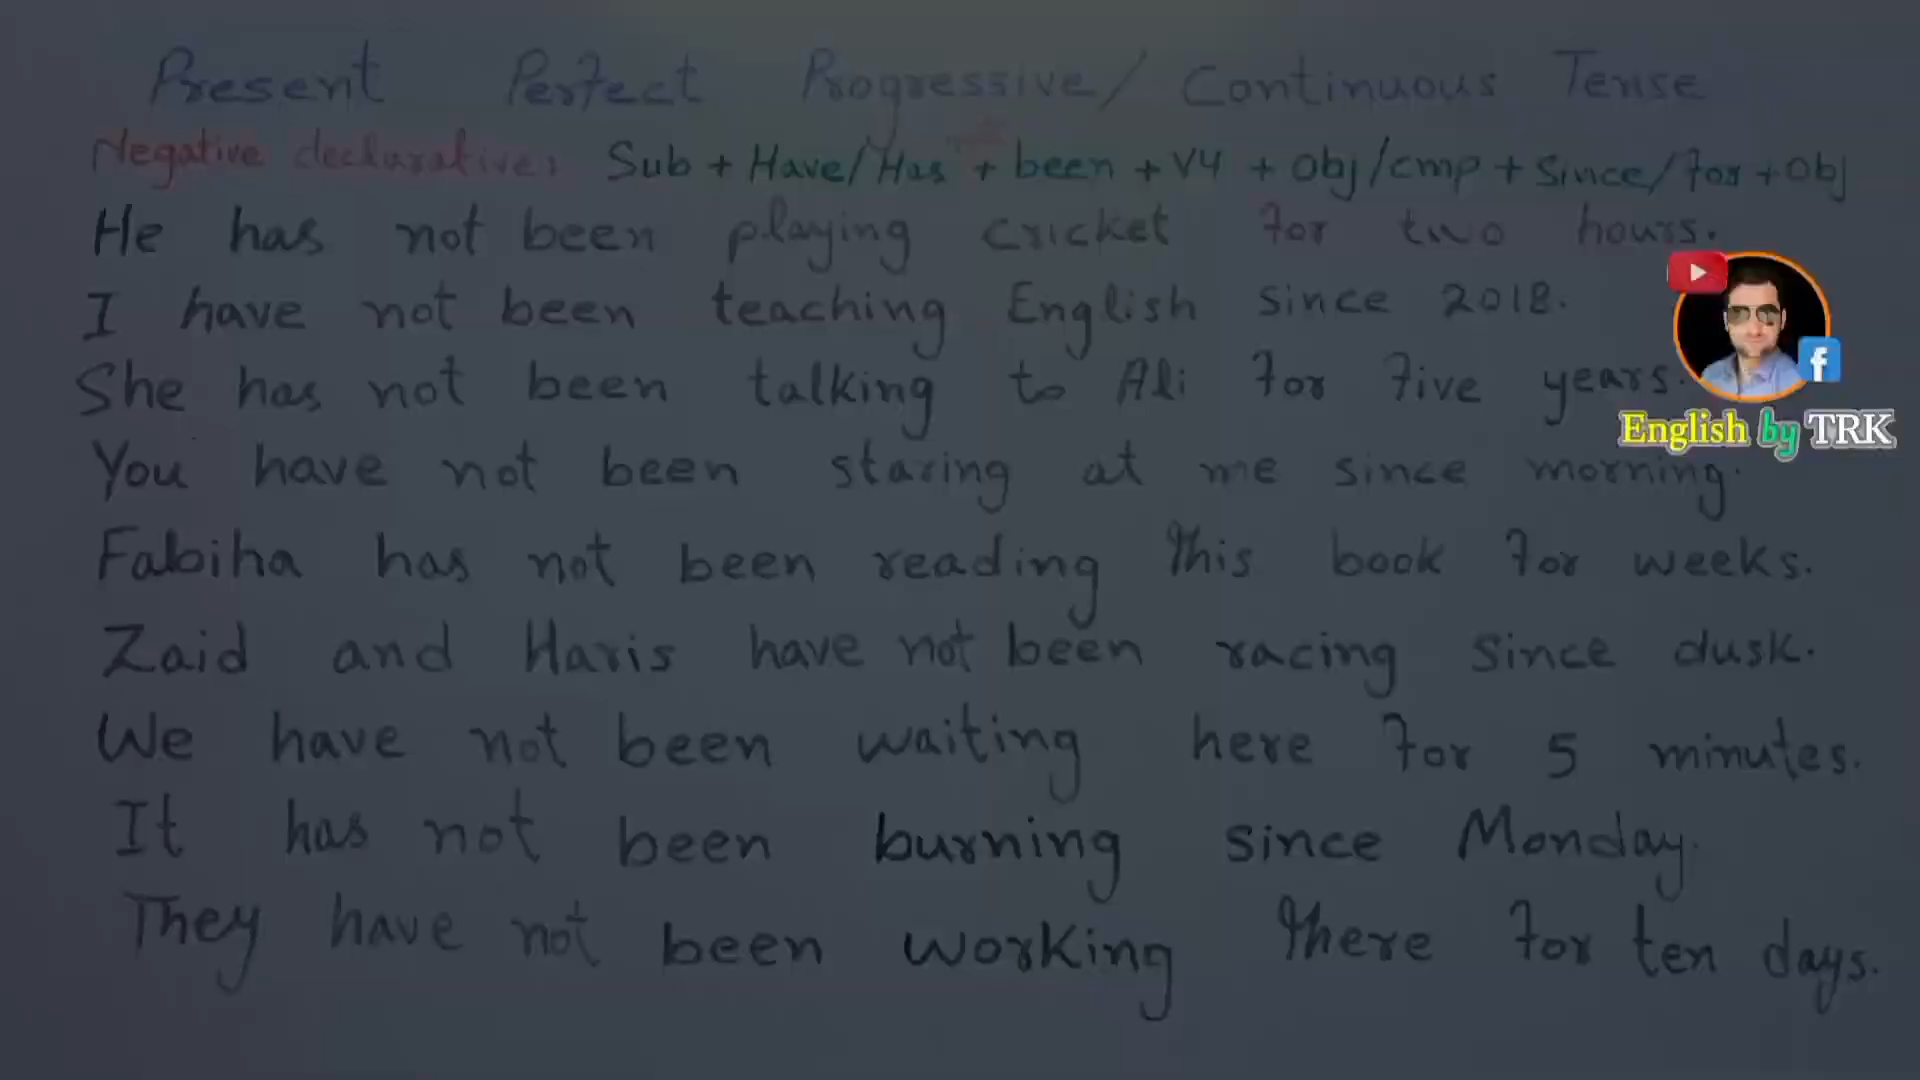 Present Perfect Progressive/ Continuous Tense
not
Negative declarative: Sub + Have/Has + been + V4 + Obj/cmp + Since/for + Obj
He has not been playing cricket for two hours.
I have not been teaching English since 2018.
She has not been talking to Ali for five years.
You have not been staring at me since morning.
Fabiha has not been reading this book for weeks.
Zaid and Haris have not been racing since dusk.
We have not been waiting here for 5 minutes.
It has not been burning since Monday.
They have not been working there for ten days.
f
English by TRK